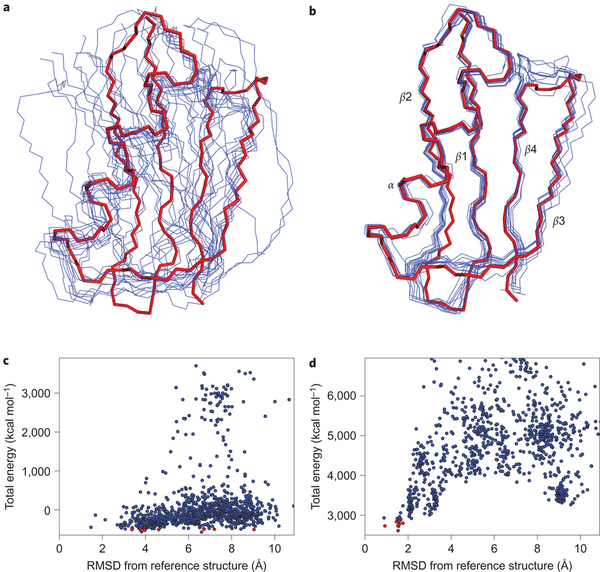 a
b
β2
β1
β4
α
β3
c
d
Total energy (kcal mol⁻¹)
3,000
2,000
1,000
0
0
2
4
6
8
10
RMSD from reference structure (Å)
Total energy (kcal mol⁻¹)
6,000
5,000
4,000
3,000
0
2
4
6
8
10
RMSD from reference structure (Å)